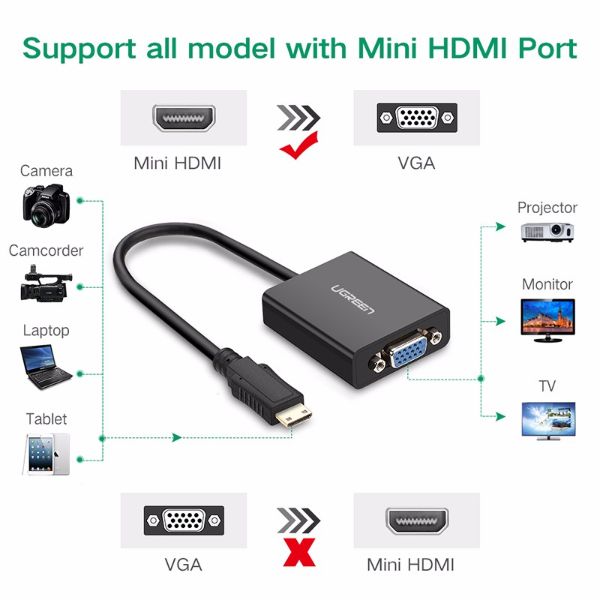 Support all model with Mini HDMI Port
Mini HDMI
VGA
Camera
Camcorder
Laptop
Tablet
UGREEN
Projector
Monitor
TV
VGA
Mini HDMI